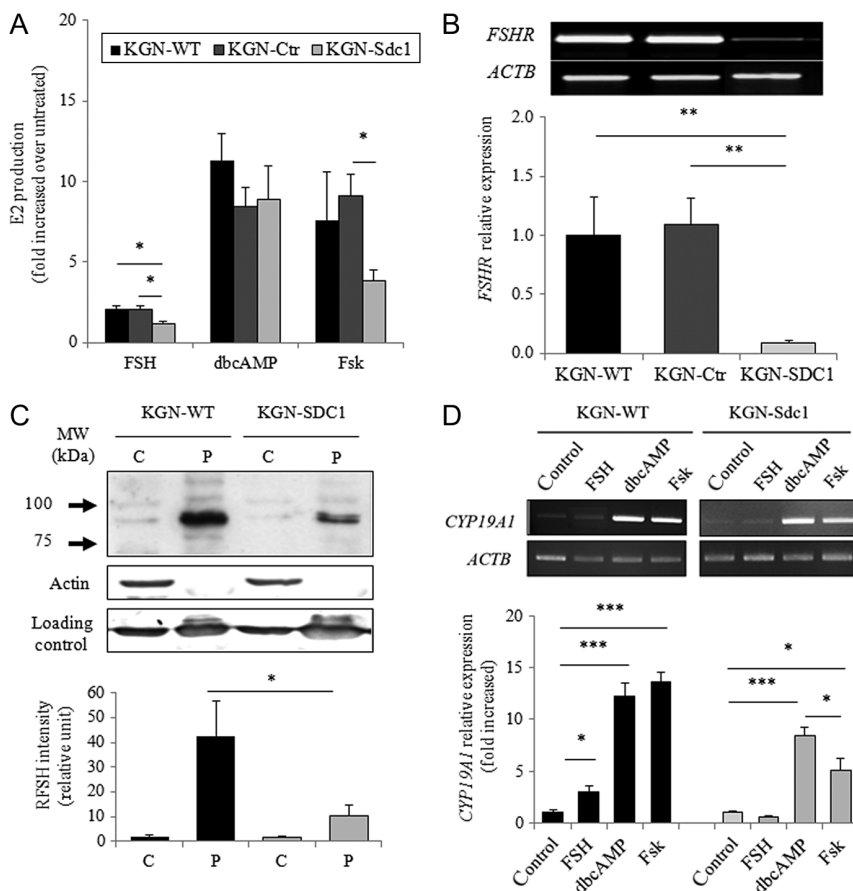 A
KGN-WT KGN-Ctr KGN-Sdc1
E2 production
(fold increased over untreated)
20
15
10
5
0
*
*
*
FSH dbcAMP Fsk
B
FSHR
ACTB
FSHR relative expression
2.0
1.5
1.0
0.5
0.0
**
**
KGN-WT KGN-Ctr KGN-SDC1
C
KGN-WT KGN-SDC1
MW
(kDa)
C P C P
100
75
Actin
Loading
control
RFSH intensity
(relative unit)
60
50
40
30
20
10
0
*
C P C P
D
KGN-WT KGN-Sdc1
Control FSH dbcAMP Fsk Control FSH dbcAMP Fsk
CYP19A1
ACTB
CYP19A1 relative expression
(fold increased)
20
15
10
5
0
***
***
*
*
***
*
Control FSH dbcAMP Fsk Control FSH dbcAMP Fsk